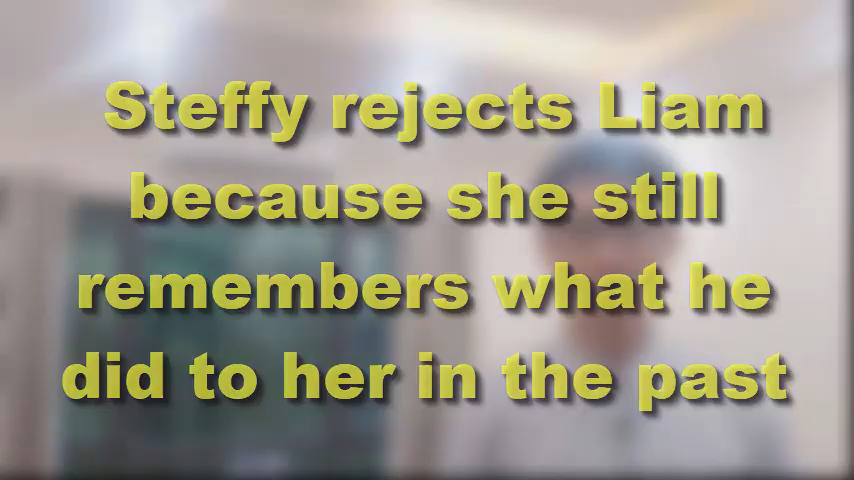 Steffy rejects Liam
because she still
remembers what he
did to her in the past